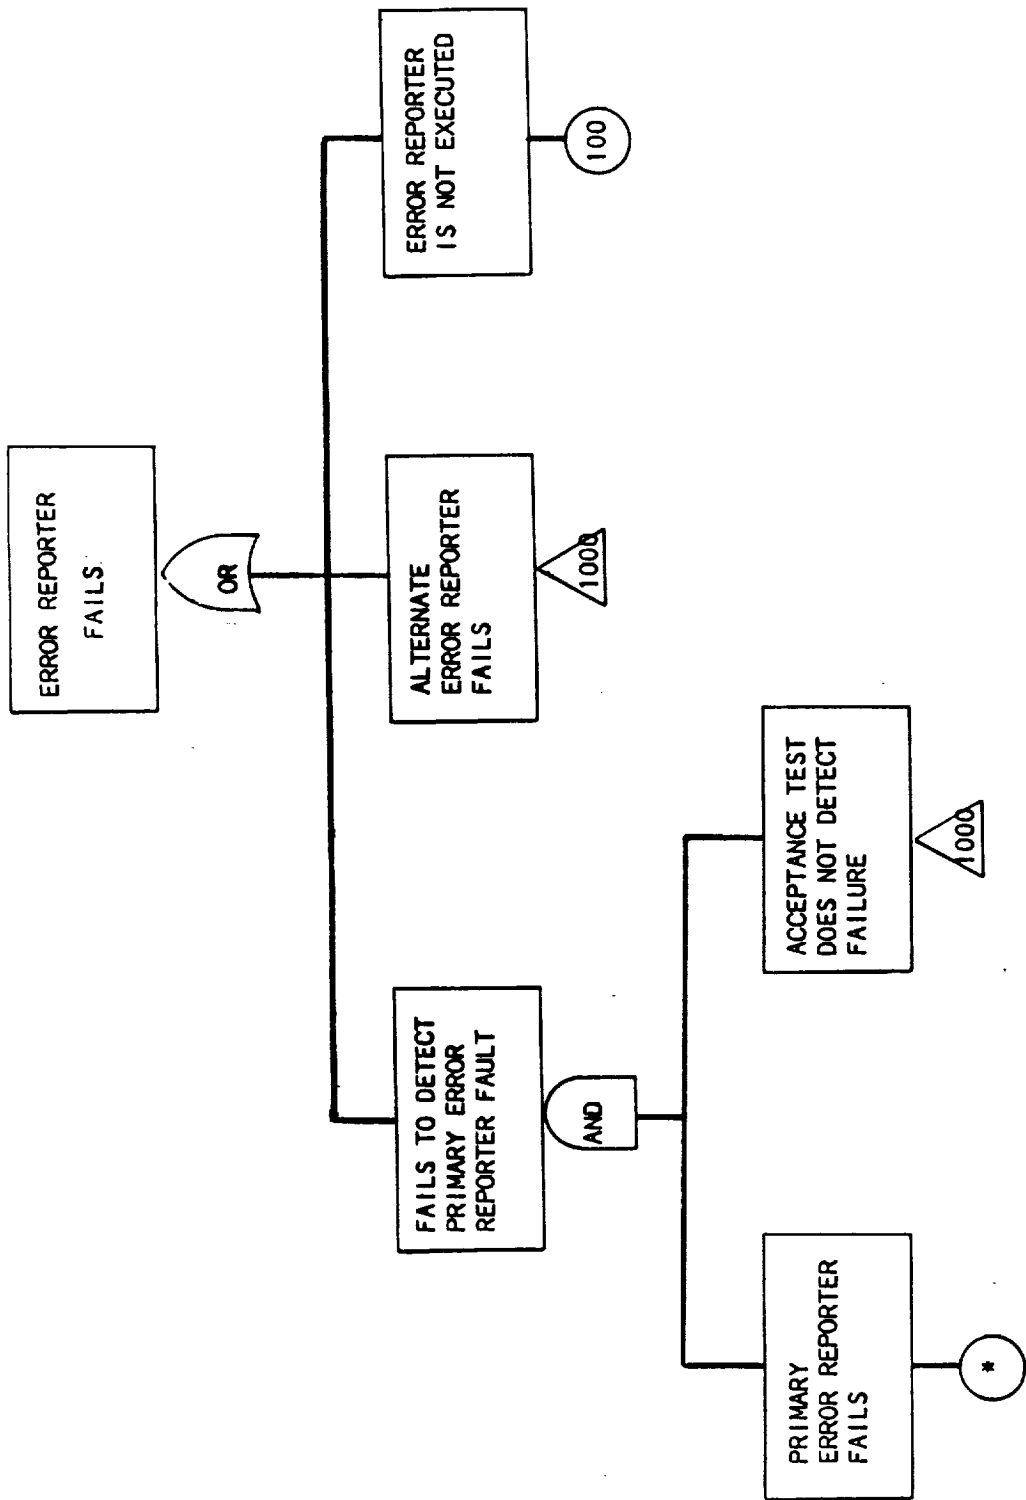 ERROR REPORTER
FAILS
OR
FAILS TO DETECT
PRIMARY ERROR
REPORTER FAULT
ALTERNATE
ERROR REPORTER
FAILS
ERROR REPORTER
IS NOT EXECUTED
AND
1000
100
PRIMARY
ERROR REPORTER
FAILS
ACCEPTANCE TEST
DOES NOT DETECT
FAILURE
*
1000